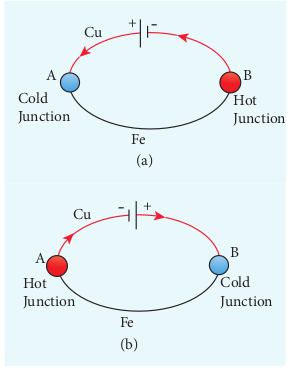 Cu
+ -
A
B
Cold
Junction
Hot
Junction
Fe
(a)
Cu
- +
A
B
Hot
Junction
Cold
Junction
Fe
(b)